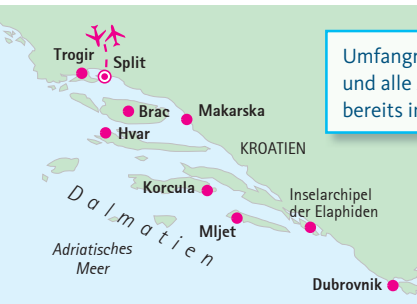 Trogir
Split
Umfangr
und alle
bereits in
Brac
Makarska
Hvar
KROATIEN
Korcula
Inselarchipel
der Elaphiden
Dalmatien
Mljet
Adriatisches
Meer
Dubrovnik